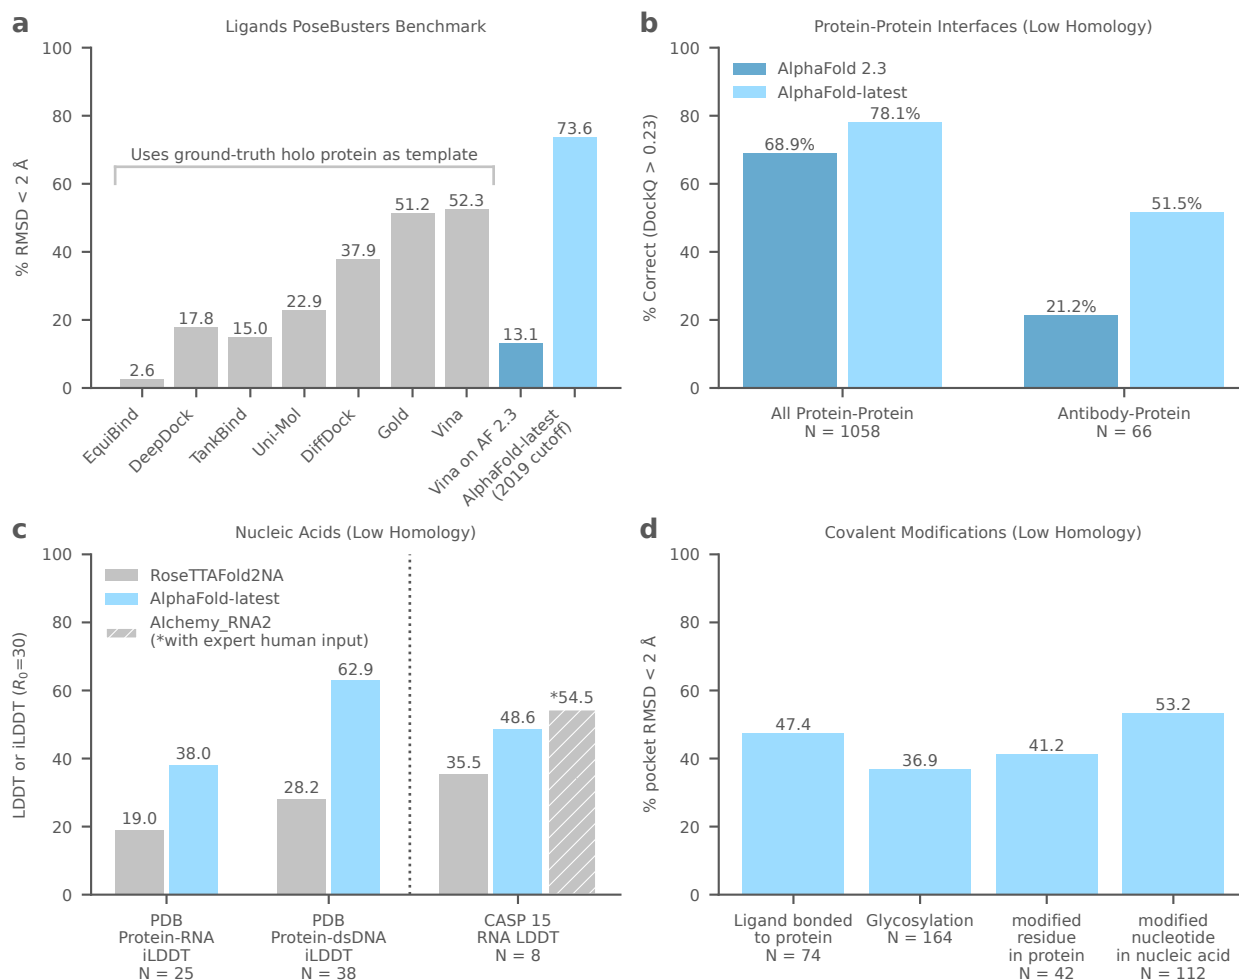 a
Ligands PoseBusters Benchmark
% RMSD < 2 Å
100
80
60
40
20
0
Uses ground-truth holo protein as template
2.6
17.8
15.0
22.9
37.9
51.2
52.3
13.1
73.6
EquiBind
DeepDock
TankBind
Uni-Mol
DiffDock
Gold
Vina
Vina on AF 2.3
AlphaFold-latest
(2019 cutoff)
b
Protein-Protein Interfaces (Low Homology)
% Correct (DockQ > 0.23)
100
80
60
40
20
0
AlphaFold 2.3
AlphaFold-latest
68.9%
78.1%
21.2%
51.5%
All Protein-Protein
N = 1058
Antibody-Protein
N = 66
c
Nucleic Acids (Low Homology)
LDDT or iLDDT (R₀=30)
100
80
60
40
20
0
RoseTTAFold2NA
AlphaFold-latest
Alchemy_RNA2
(*with expert human input)
19.0
38.0
28.2
62.9
35.5
48.6
*54.5
PDB
Protein-RNA
iLDDT
N = 25
PDB
Protein-dsDNA
iLDDT
N = 38
CASP 15
RNA LDDT
N = 8
d
Covalent Modifications (Low Homology)
% pocket RMSD < 2 Å
100
80
60
40
20
0
47.4
36.9
41.2
53.2
Ligand bonded
to protein
N = 74
Glycosylation
N = 164
modified
residue
in protein
N = 42
modified
nucleotide
in nucleic acid
N = 112